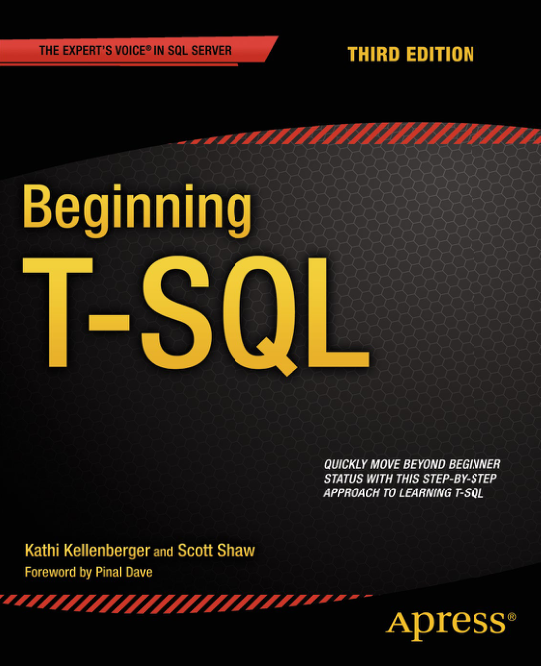 THE EXPERT'S VOICE® IN SQL SERVER
THIRD EDITION
Beginning
T-SQL
QUICKLY MOVE BEYOND BEGINNER
STATUS WITH THIS STEP-BY-STEP
APPROACH TO LEARNING T-SQL
Kathi Kellenberger and Scott Shaw
Foreword by Pinal Dave
Apress®